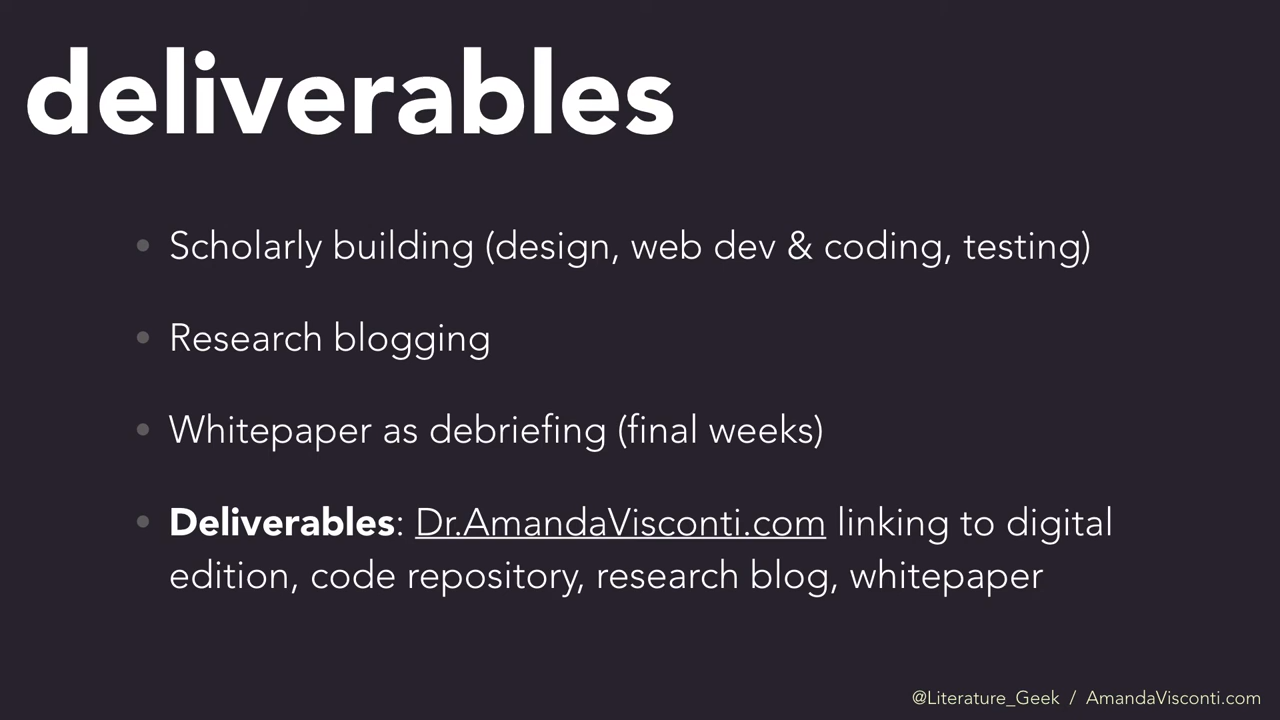 deliverables
• Scholarly building (design, web dev & coding, testing)
• Research blogging
• Whitepaper as debriefing (final weeks)
• Deliverables: Dr.AmandaVisconti.com linking to digital
edition, code repository, research blog, whitepaper
@Literature_Geek / AmandaVisconti.com